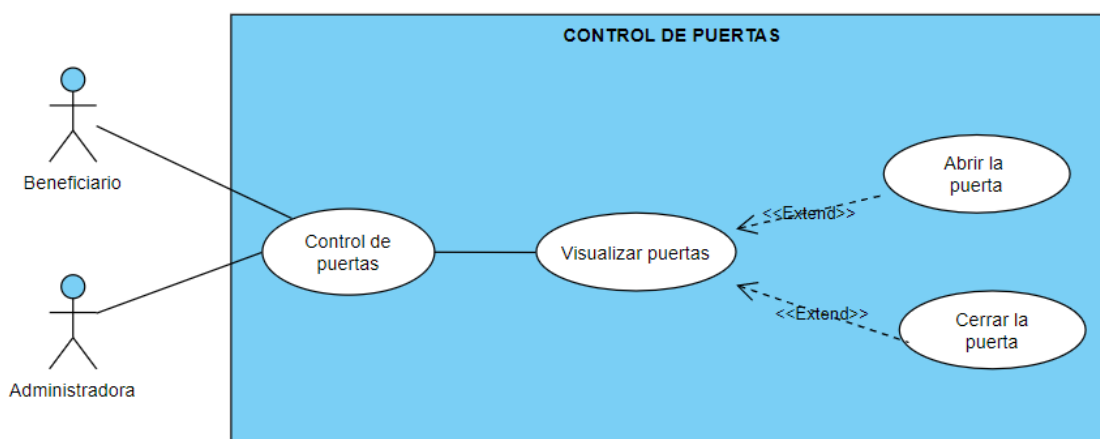 CONTROL DE PUERTAS
Beneficiario
Administradora
Control de
puertas
Visualizar puertas
<<Extend>>
Abrir la
puerta
<<Extend>>
Cerrar la
puerta